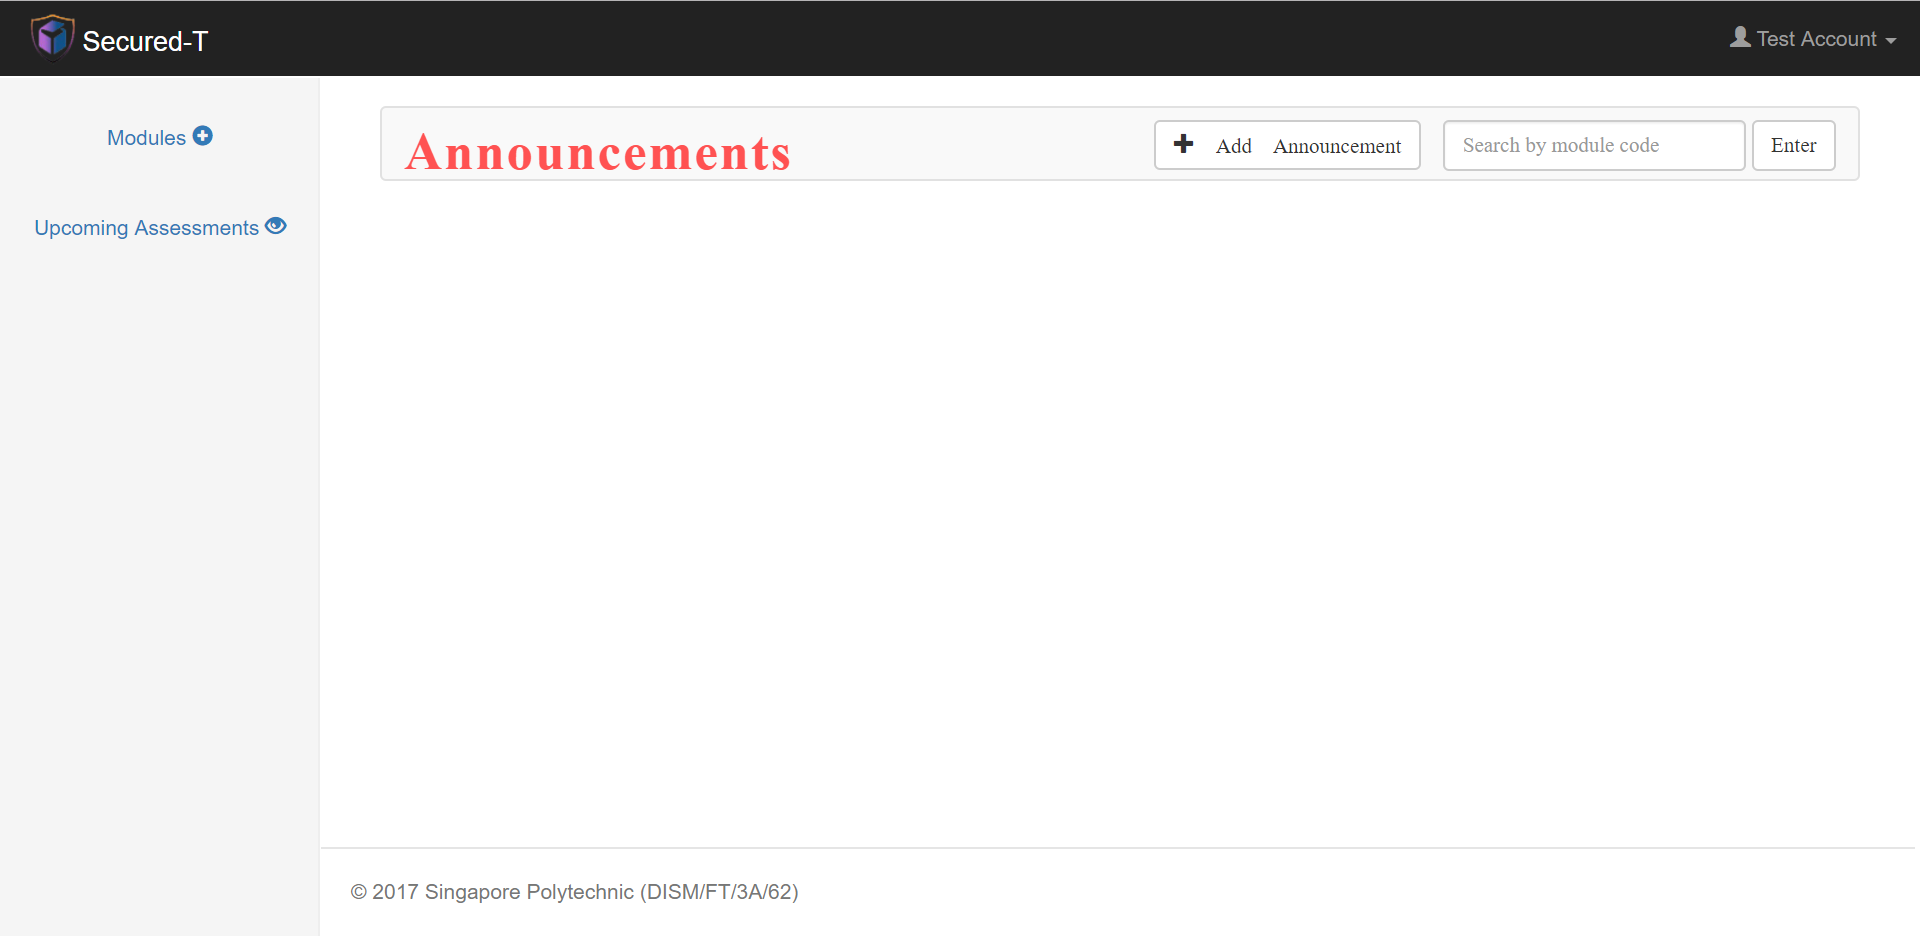 Secured-T
Test Account
Modules
Upcoming Assessments
Announcements
Add Announcement
Search by module code
Enter
© 2017 Singapore Polytechnic (DISM/FT/3A/62)